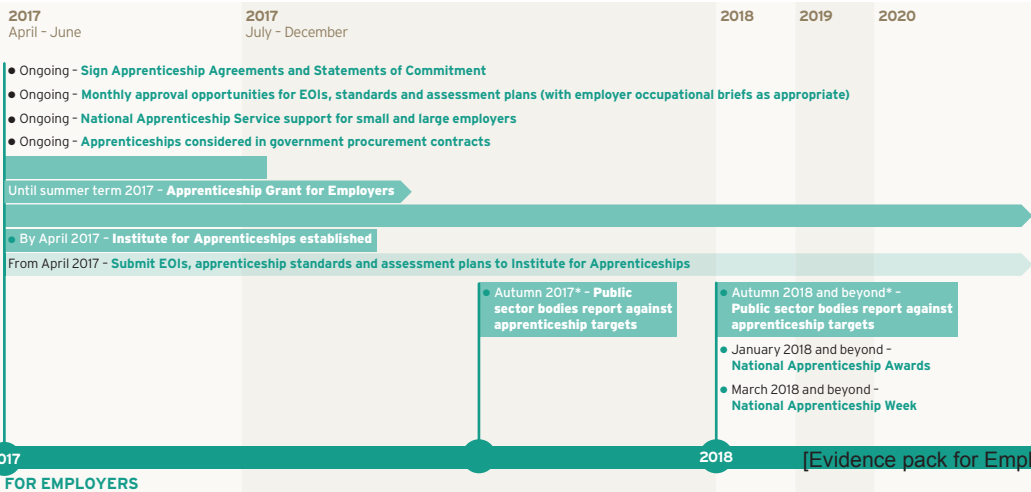 2017
April – June
2017
July – December
2018
2019
2020
● Ongoing – Sign Apprenticeship Agreements and Statements of Commitment
● Ongoing – Monthly approval opportunities for EOIs, standards and assessment plans (with employer occupational briefs as appropriate)
● Ongoing – National Apprenticeship Service support for small and large employers
● Ongoing – Apprenticeships considered in government procurement contracts
Until summer term 2017 – Apprenticeship Grant for Employers
● By April 2017 – Institute for Apprenticeships established
From April 2017 – Submit EOIs, apprenticeship standards and assessment plans to Institute for Apprenticeships
● Autumn 2017* – Public
sector bodies report against
apprenticeship targets
● Autumn 2018 and beyond* –
Public sector bodies report against
apprenticeship targets
● January 2018 and beyond –
National Apprenticeship Awards
● March 2018 and beyond –
National Apprenticeship Week
017
2018
[Evidence pack for Empl
FOR EMPLOYERS